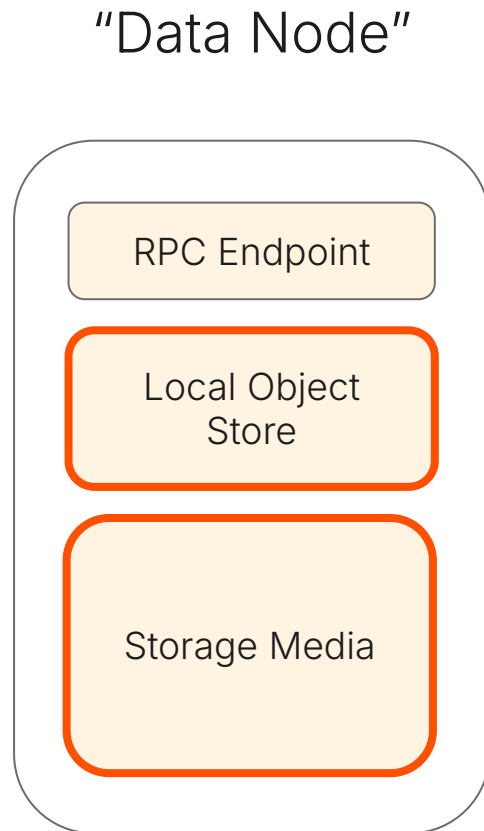 “Data Node”
RPC Endpoint
Local Object
Store
Storage Media